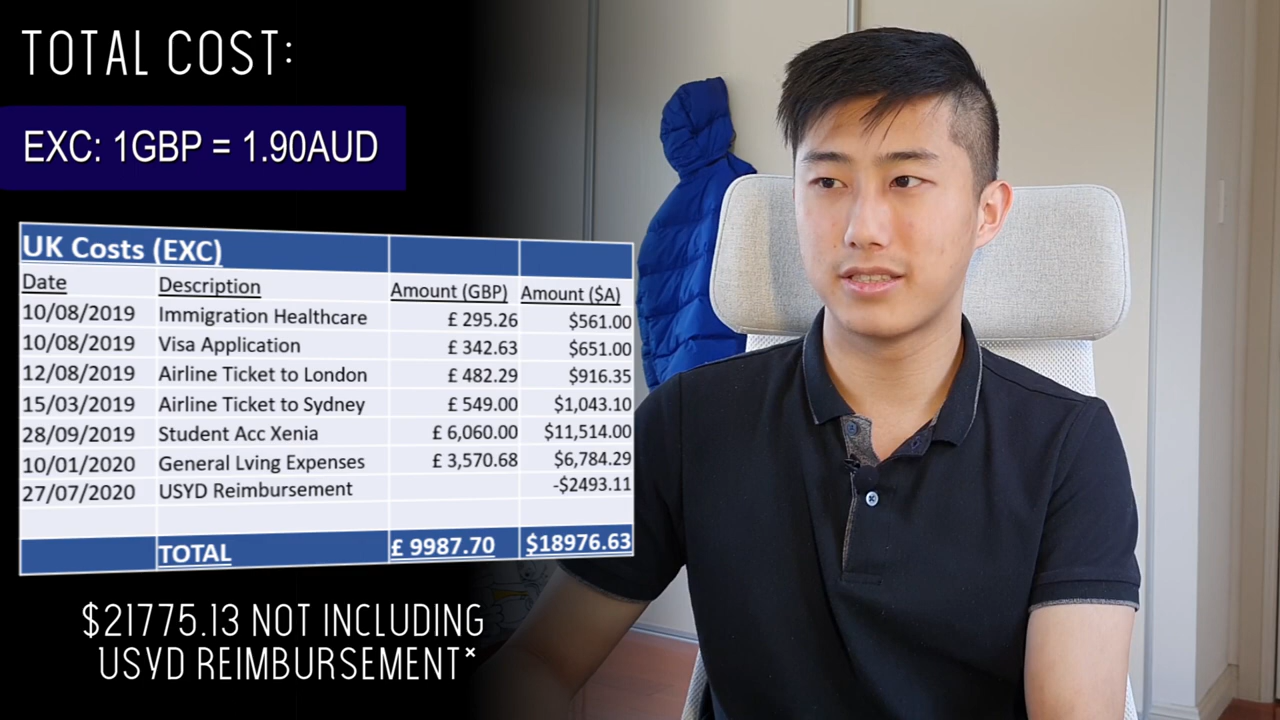 TOTAL COST:
EXC: 1GBP = 1.90AUD
UK Costs (EXC)
Date Description Amount (GBP) Amount ($A)
10/08/2019 Immigration Healthcare £ 295.26 $561.00
10/08/2019 Visa Application £ 342.63 $651.00
12/08/2019 Airline Ticket to London £ 482.29 $916.35
15/03/2019 Airline Ticket to Sydney £ 549.00 $1,043.10
28/09/2019 Student Acc Xenia £ 6,060.00 $11,514.00
10/01/2020 General Lving Expenses £ 3,570.68 $6,784.29
27/07/2020 USYD Reimbursement -$2493.11
TOTAL £ 9987.70 $18976.63
$21775.13 NOT INCLUDING
USYD REIMBURSEMENT*